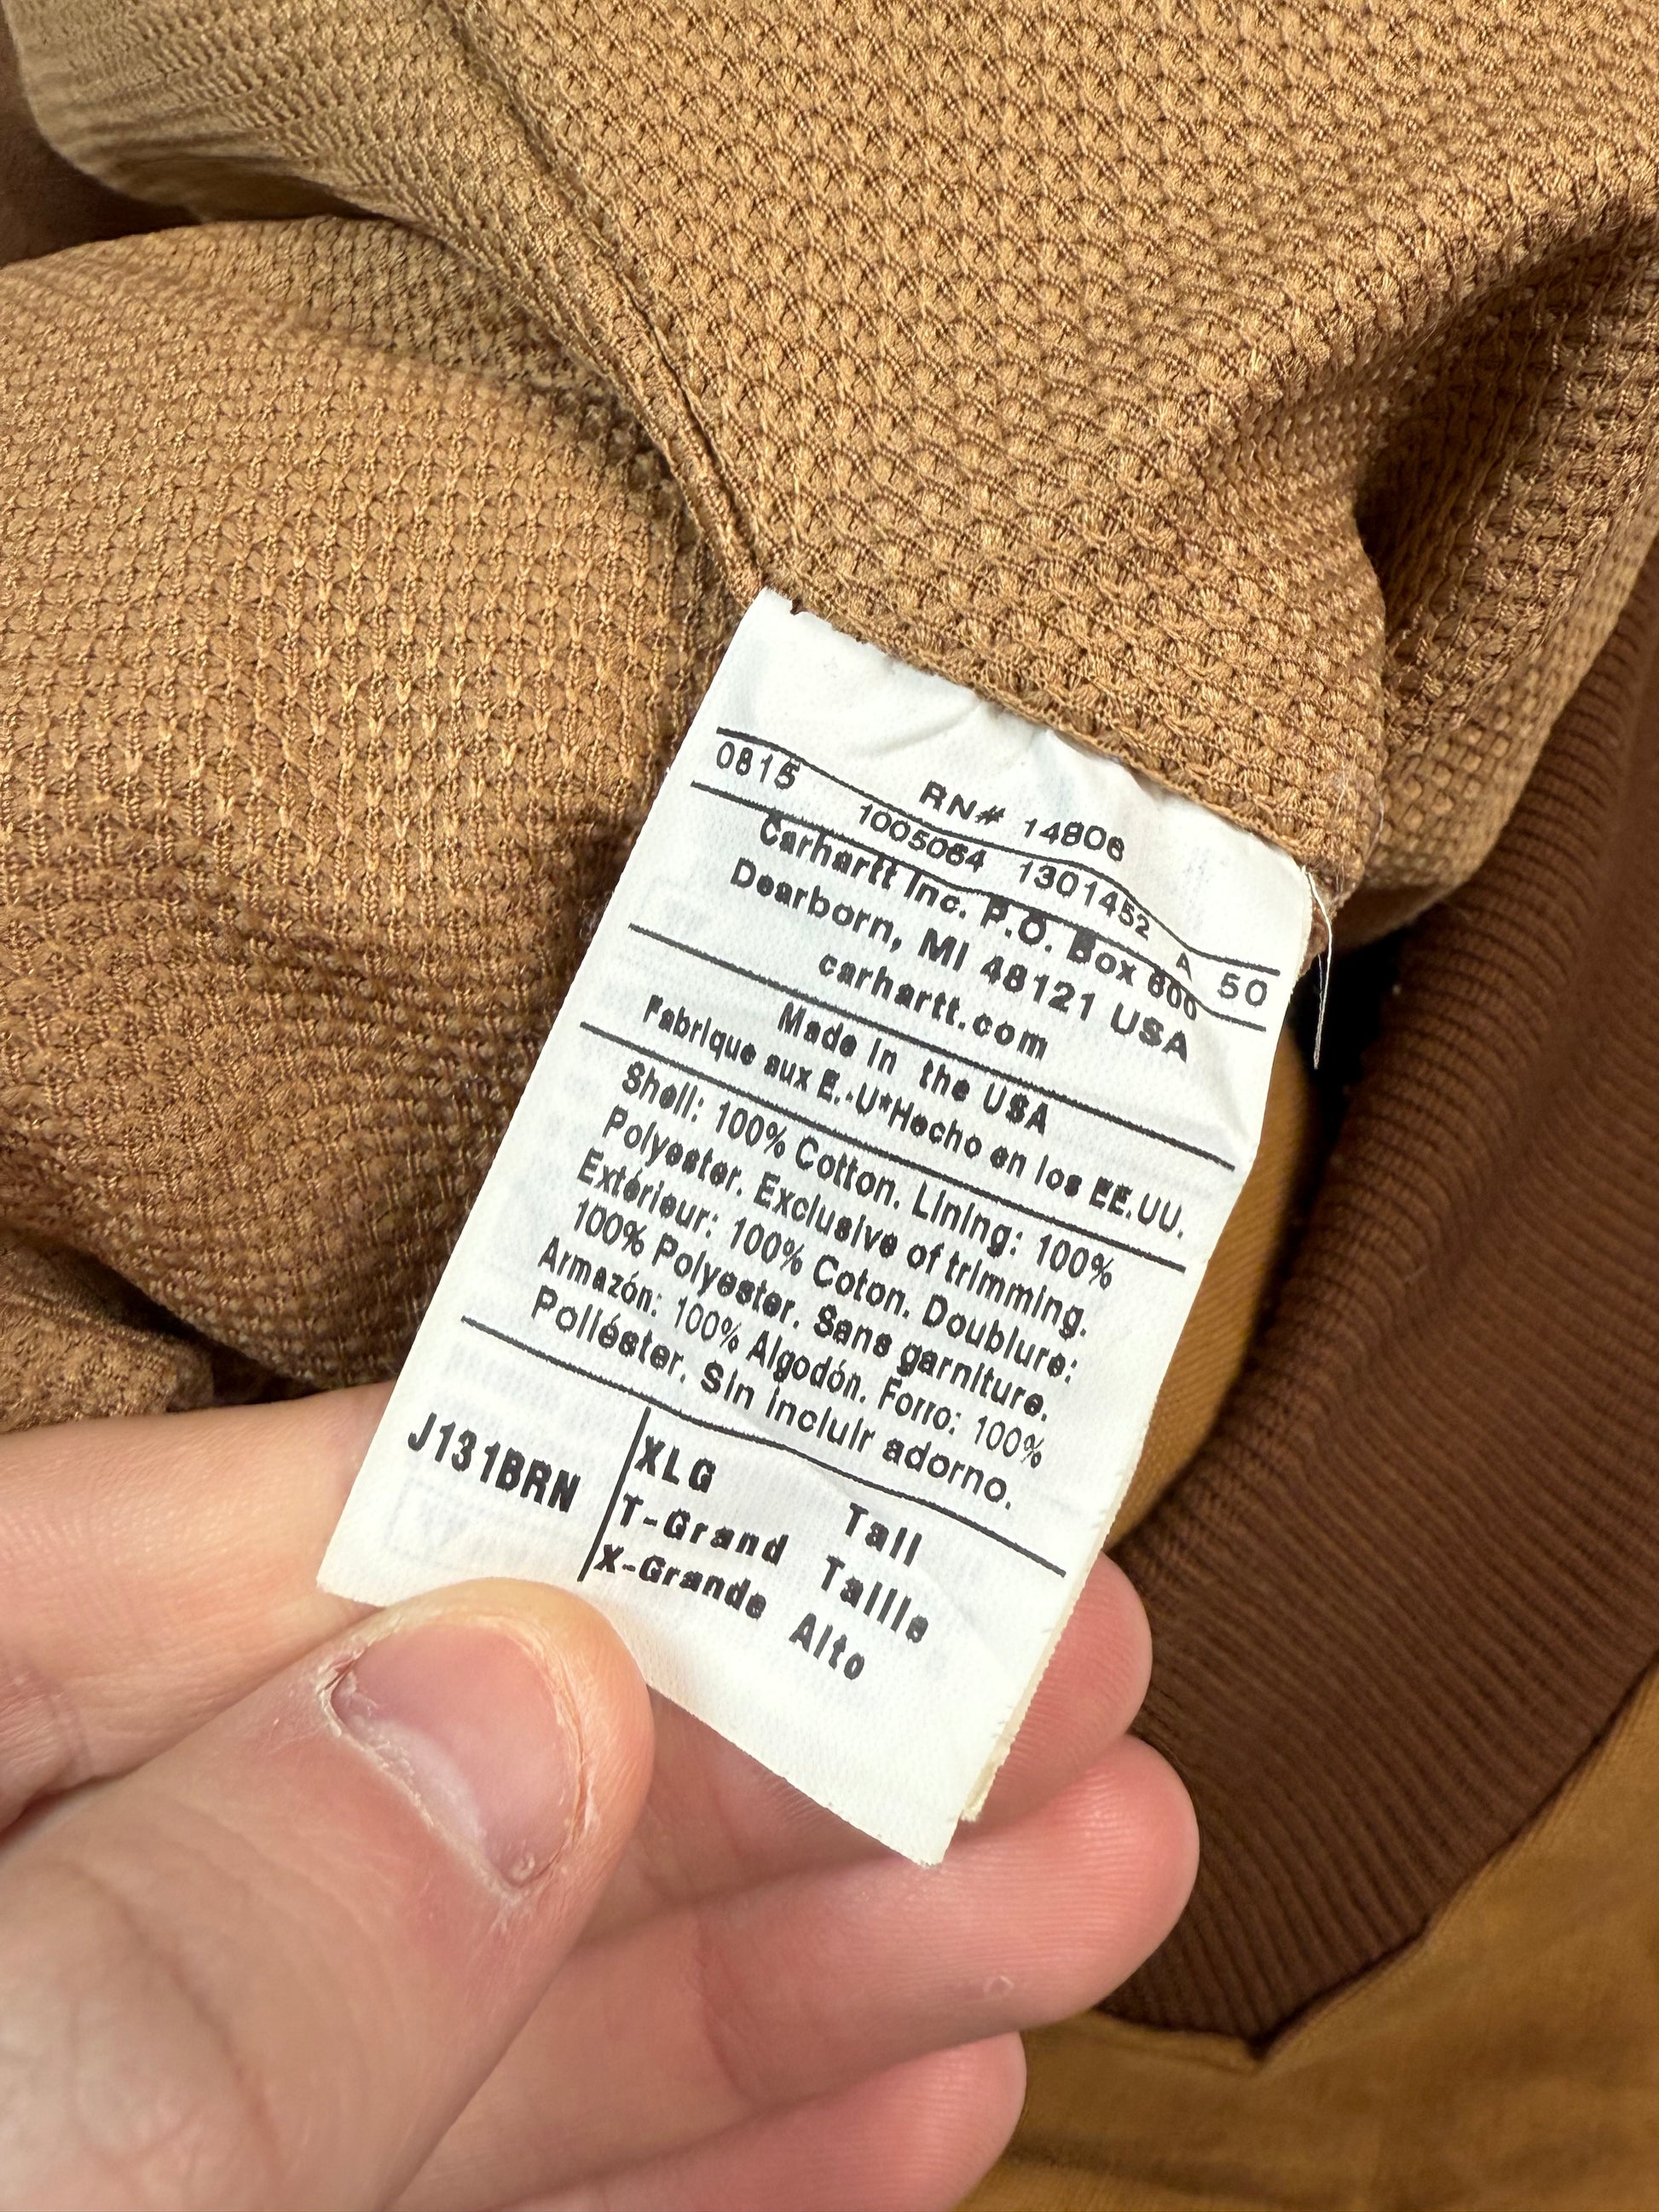 RN# 14806
0815 1005064 1301452 A 50
Carhartt Inc. P.O. Box 600
Dearborn, MI 48121 USA
carhartt.com
Made in the USA
Fabrique aux E.-U*Hecho en los EE.UU.
Shell: 100% Cotton. Lining: 100%
Polyester. Exclusive of trimming.
Extérieur: 100% Coton. Doublure:
100% Polyester. Sans garniture.
Armazón: 100% Algodón. Forro: 100%
Poliéster. Sin incluir adorno.
J131BRN
XLG Tall
T-Grand Taille
X-Grande Alto